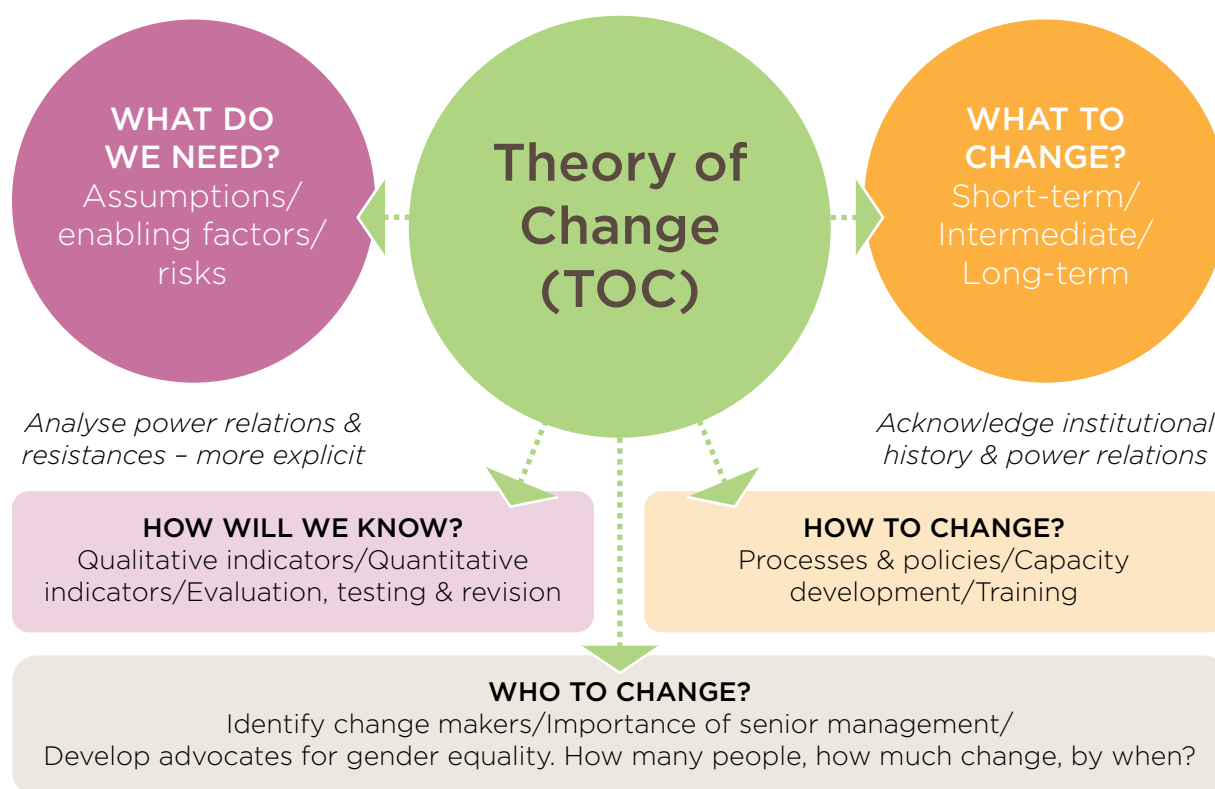 WHAT DO
WE NEED?
Assumptions/
enabling factors/
risks
Theory of
Change
(TOC)
WHAT TO
CHANGE?
Short-term/
Intermediate/
Long-term
Analyse power relations &
resistances – more explicit
Acknowledge institutional
history & power relations
HOW WILL WE KNOW?
Qualitative indicators/Quantitative
indicators/Evaluation, testing & revision
HOW TO CHANGE?
Processes & policies/Capacity
development/Training
WHO TO CHANGE?
Identify change makers/Importance of senior management/
Develop advocates for gender equality. How many people, how much change, by when?